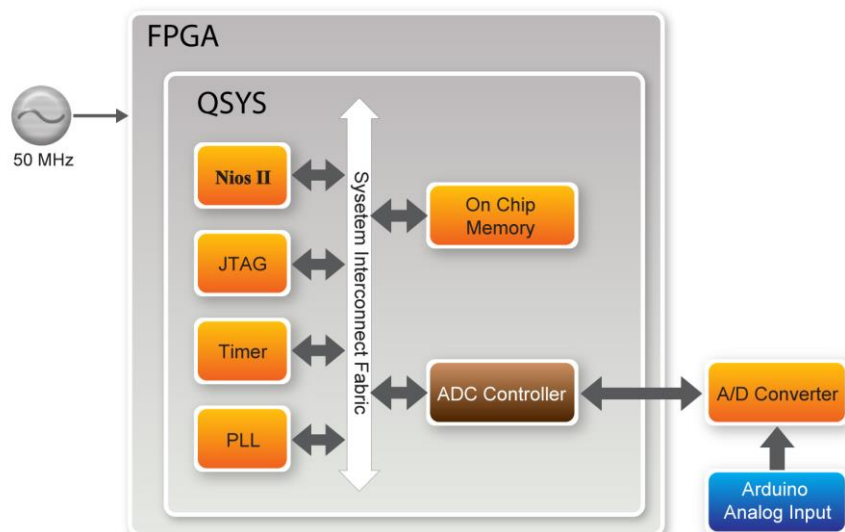 FPGA
QSYS
50 MHz
Nios II
JTAG
Timer
PLL
Sysetem Interconnect Fabric
On Chip
Memory
ADC Controller
A/D Converter
Arduino
Analog Input